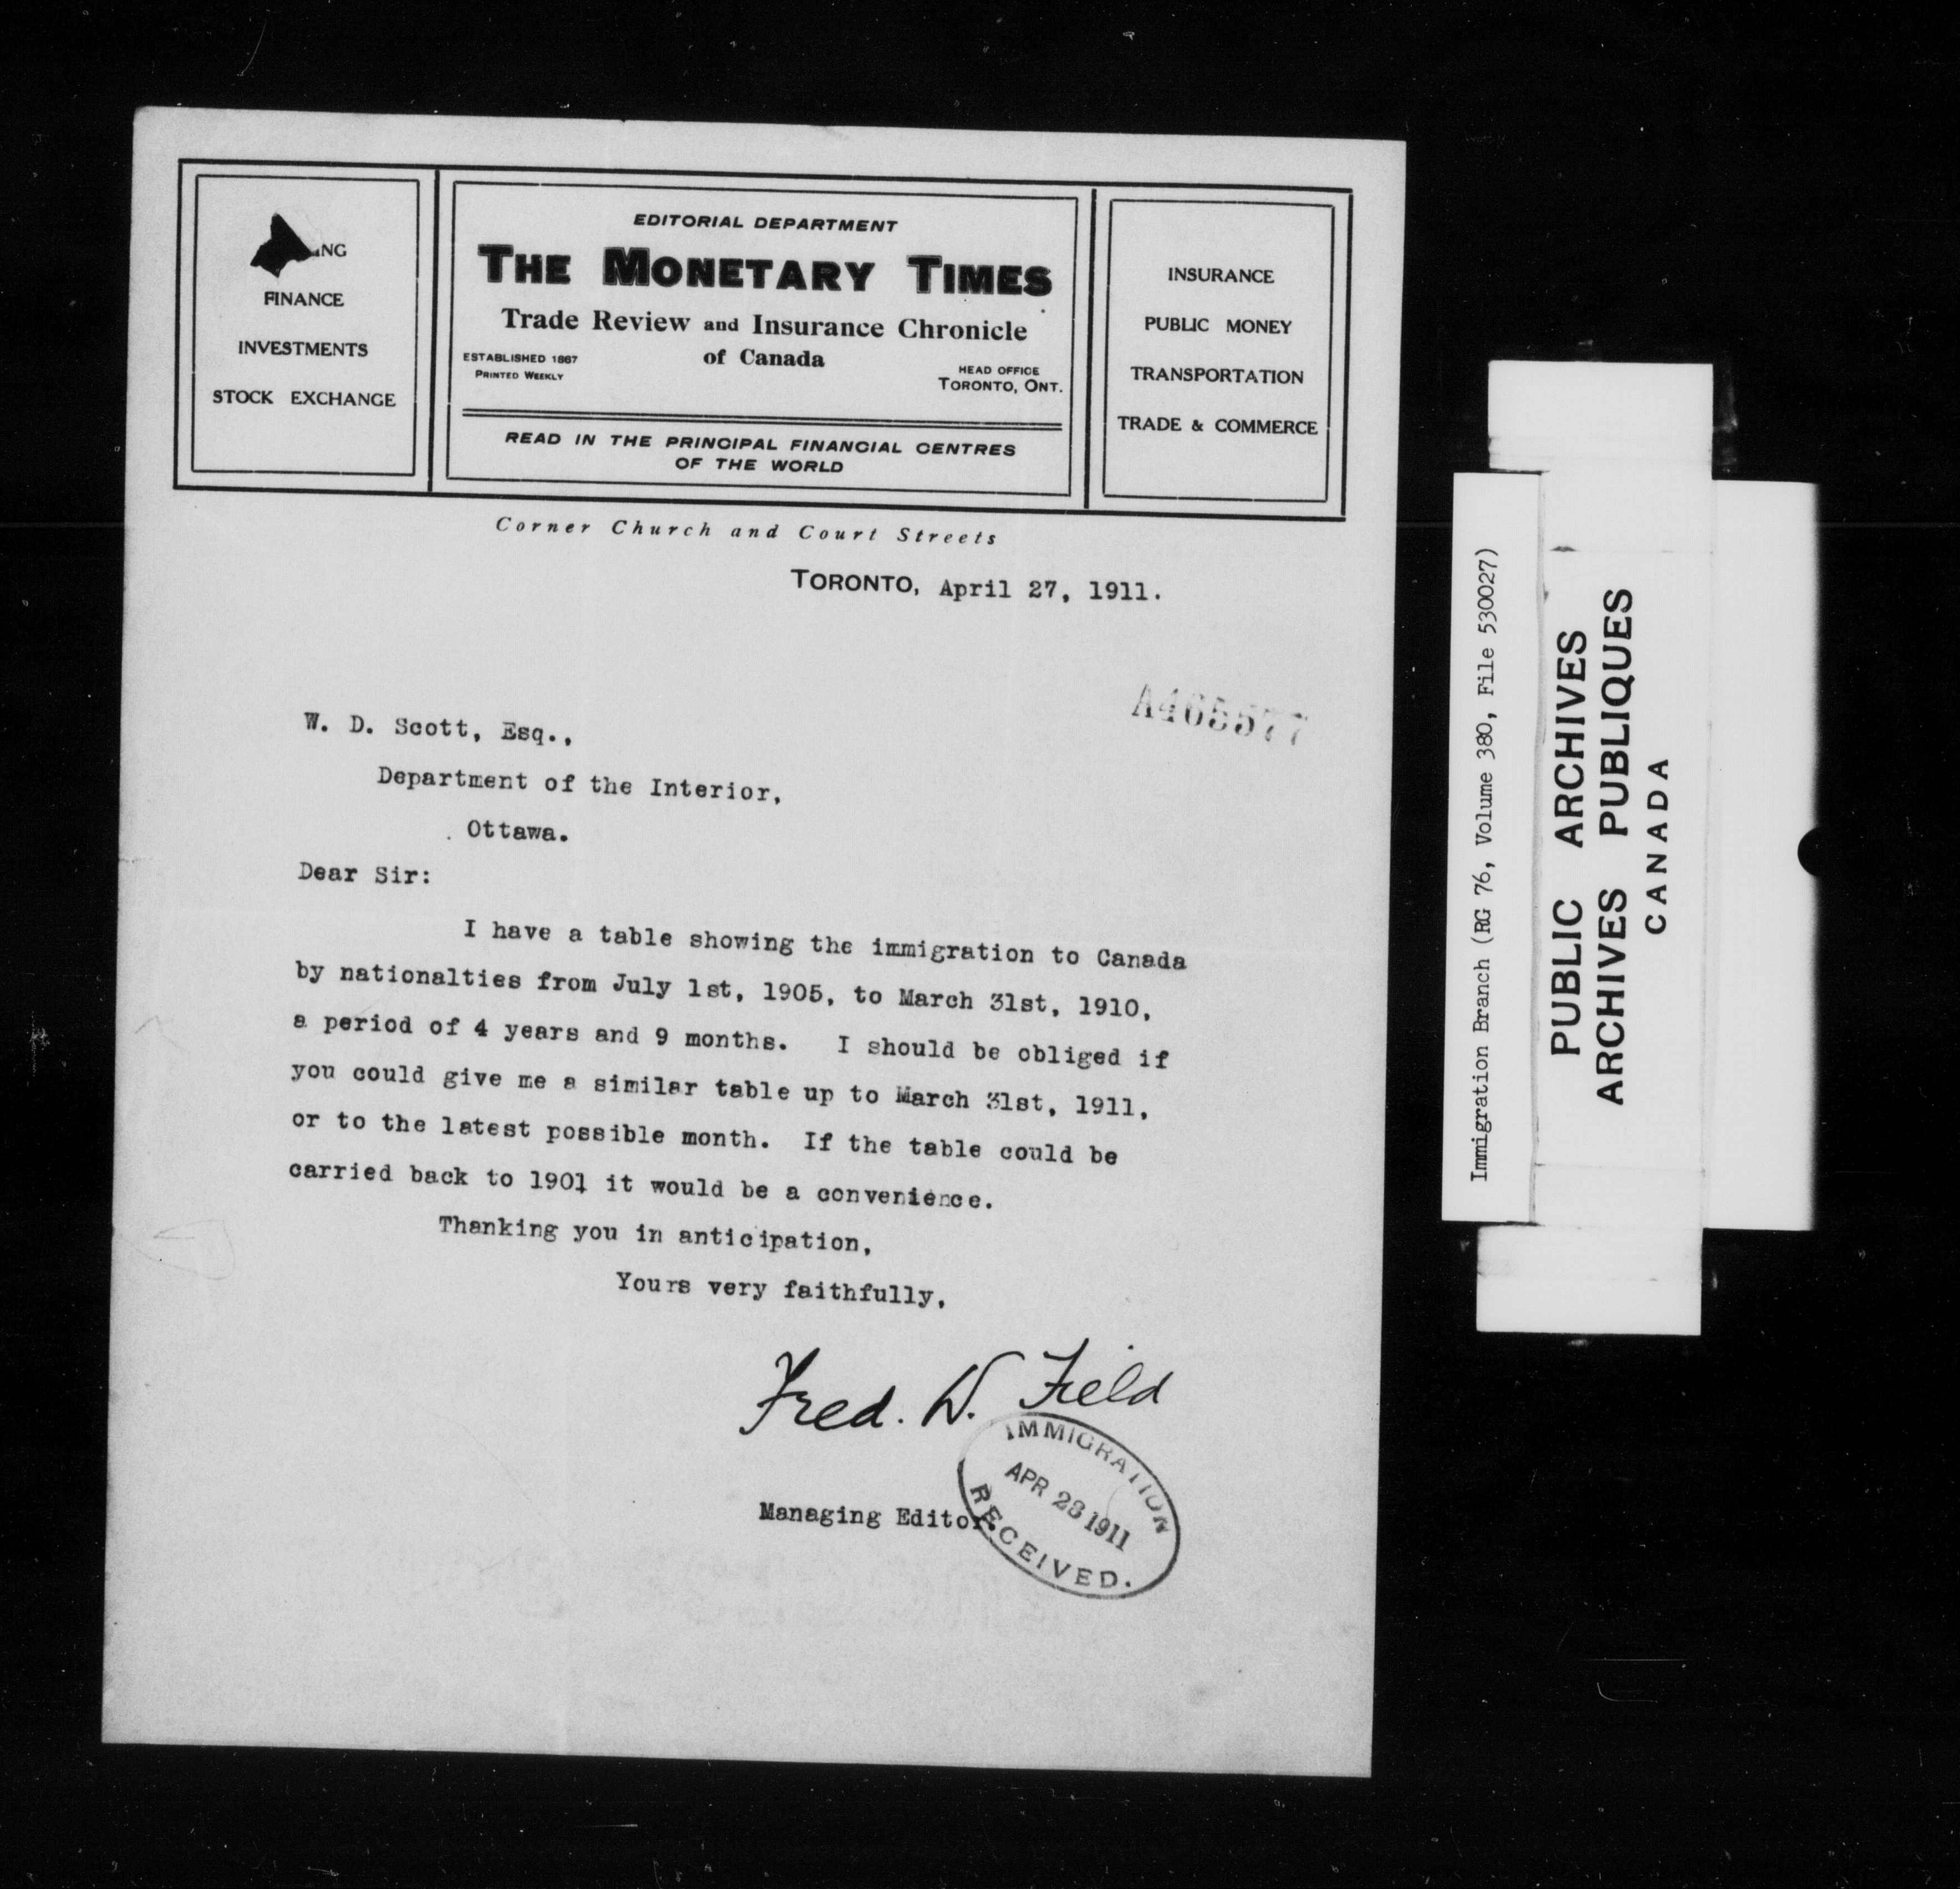 FINANCE
INVESTMENTS
STOCK EXCHANGE
EDITORIAL DEPARTMENT
THE MONETARY TIMES
Trade Review and Insurance Chronicle
of Canada
ESTABLISHED 1867
PRINTED WEEKLY
HEAD OFFICE
TORONTO, ONT.
READ IN THE PRINCIPAL FINANCIAL CENTRES
OF THE WORLD
INSURANCE
PUBLIC MONEY
TRANSPORTATION
TRADE & COMMERCE
Corner Church and Court Streets
TORONTO, April 27, 1911.
A465577
W. D. Scott, Esq.,
Department of the Interior,
Ottawa.
Dear Sir:
I have a table showing the immigration to Canada
by nationalties from July 1st, 1905, to March 31st, 1910,
a period of 4 years and 9 months. I should be obliged if
you could give me a similar table up to March 31st, 1911,
or to the latest possible month. If the table could be
carried back to 1901 it would be a convenience.
Thanking you in anticipation,
Yours very faithfully,
Fred. W. Field
Managing Editor.
IMMIGRATION
APR 28 1911
RECEIVED.
Immigration Branch (RG 76, Volume 380, File 530027)
PUBLIC ARCHIVES
ARCHIVES PUBLIQUES
CANADA